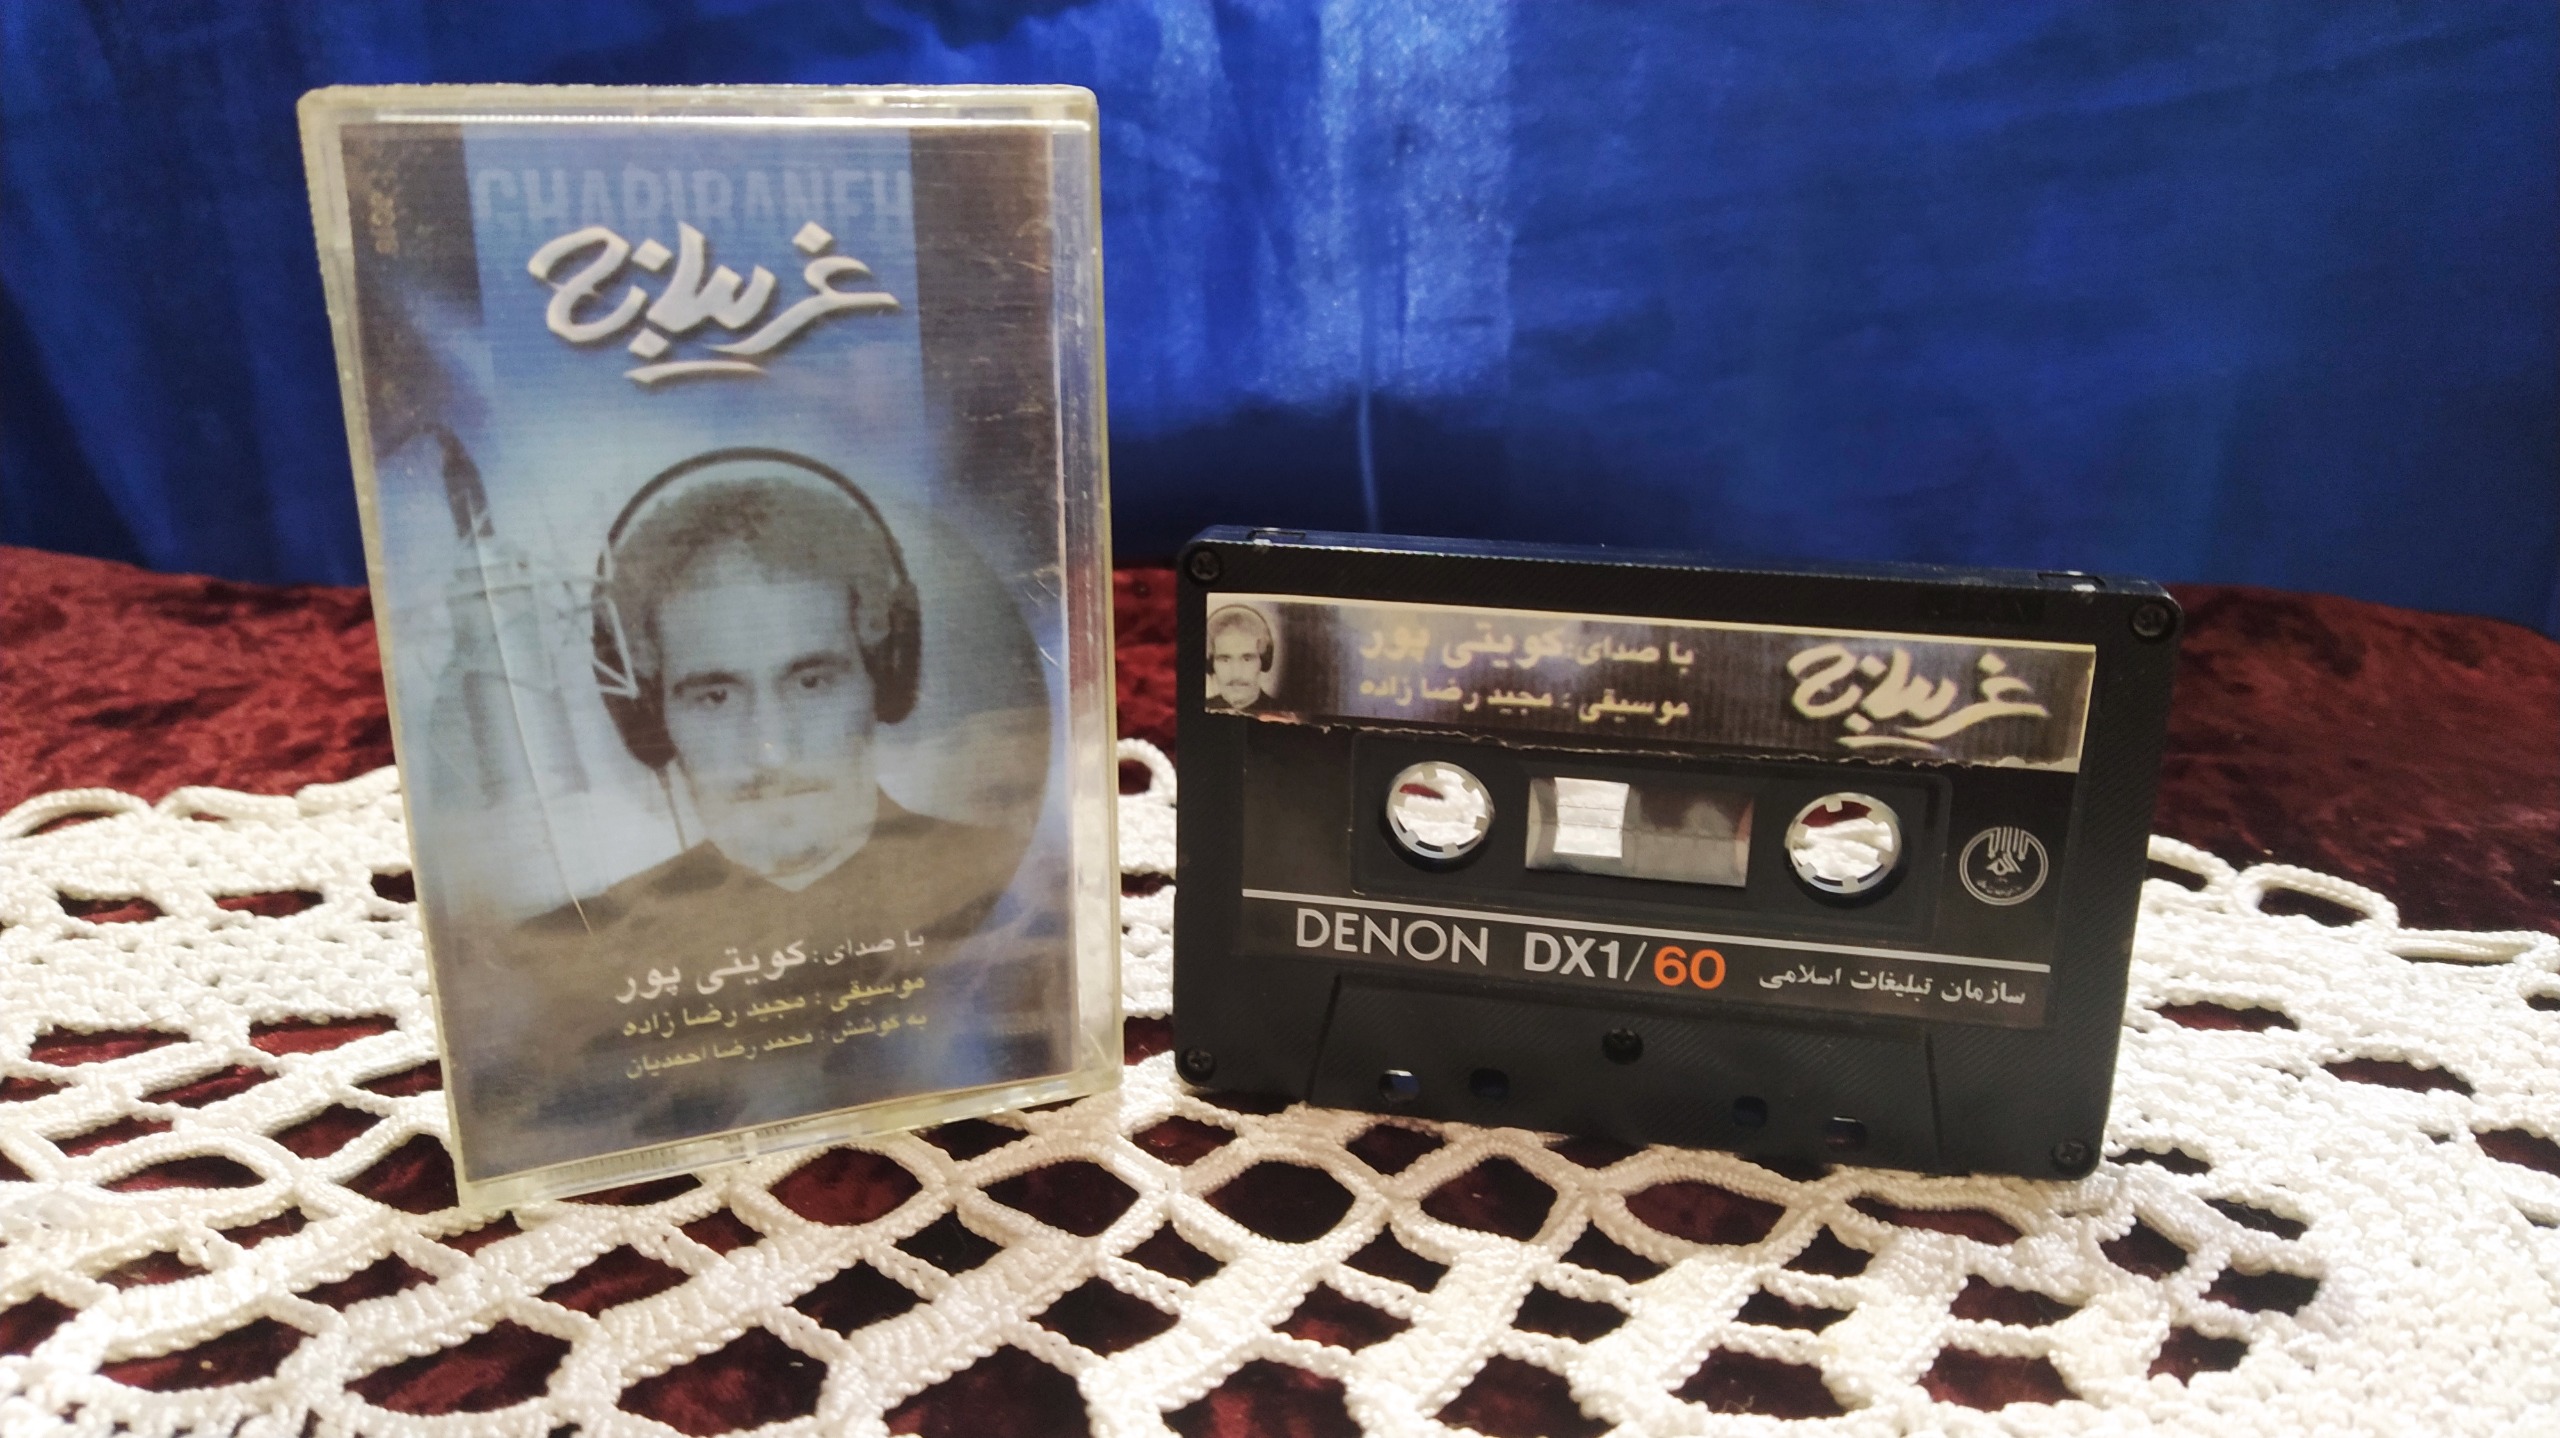 GHARIBANEH
غریبانه
با صدای: کویتی پور
موسیقی: مجید رضا زاده
به کوشش: محمد رضا احمدیان
غریبانه
با صدای: کویتی پور
موسیقی: مجید رضا زاده
DENON DX1/60 سازمان تبلیغات اسلامی